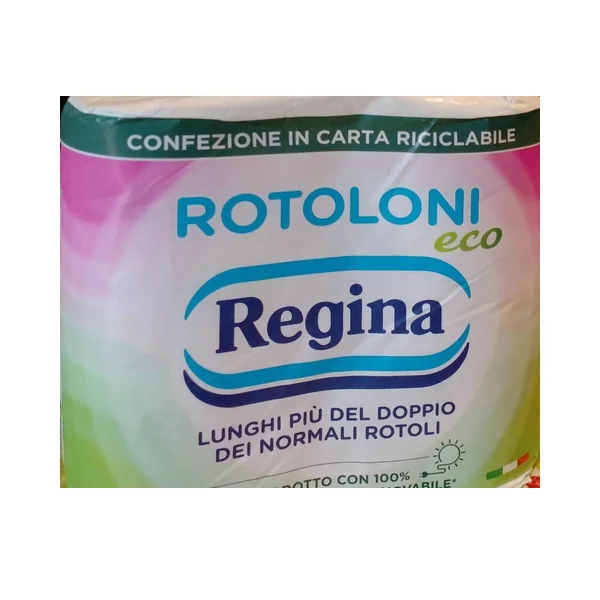 CONFEZIONE IN CARTA RICICLABILE
ROTOLONI
eco
Regina
LUNGHI PIÙ DEL DOPPIO
DEI NORMALI ROTOLI
CON 100%